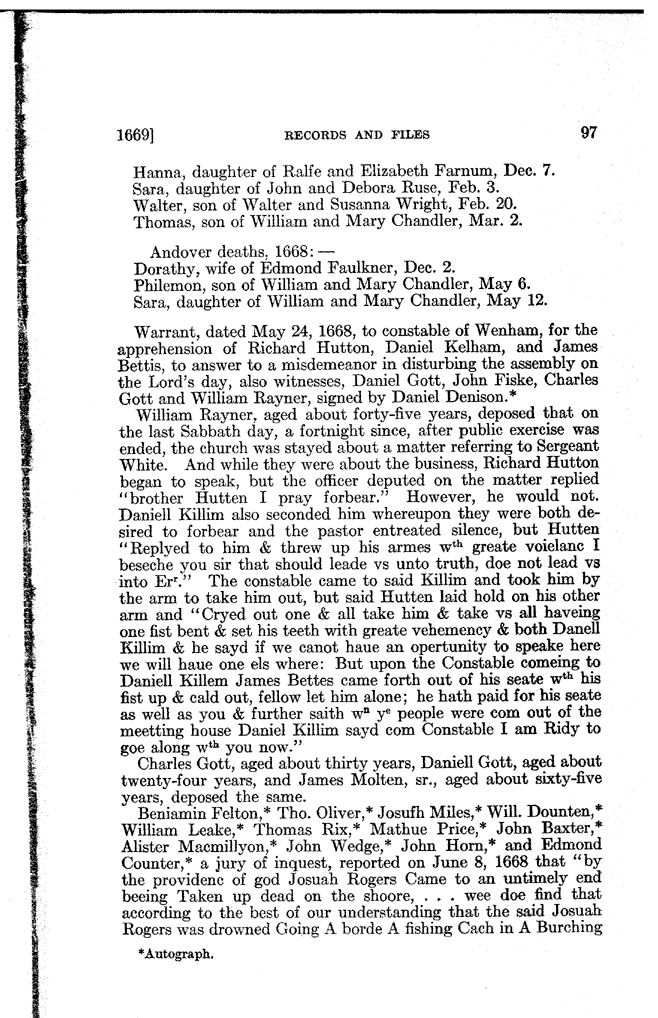 1669] RECORDS AND FILES 97
Hanna, daughter of Ralfe and Elizabeth Farnum, Dec. 7.
Sara, daughter of John and Debora Ruse, Feb. 3.
Walter, son of Walter and Susanna Wright, Feb. 20.
Thomas, son of William and Mary Chandler, Mar. 2.
Andover deaths, 1668: —
Dorathy, wife of Edmond Faulkner, Dec. 2.
Philemon, son of William and Mary Chandler, May 6.
Sara, daughter of William and Mary Chandler, May 12.
Warrant, dated May 24, 1668, to constable of Wenham, for the
apprehension of Richard Hutton, Daniel Kelham, and James
Bettis, to answer to a misdemeanor in disturbing the assembly on
the Lord's day, also witnesses, Daniel Gott, John Fiske, Charles
Gott and William Rayner, signed by Daniel Denison.*
William Rayner, aged about forty-five years, deposed that on
the last Sabbath day, a fortnight since, after public exercise was
ended, the church was stayed about a matter referring to Sergeant
White. And while they were about the business, Richard Hutton
began to speak, but the officer deputed on the matter replied
"brother Hutten I pray forbear." However, he would not.
Daniell Killim also seconded him whereupon they were both de-
sired to forbear and the pastor entreated silence, but Hutten
"Replyed to him & threw up his armes wᵗʰ greate voielanc I
beseche you sir that should leade vs unto truth, doe not lead vs
into Erʳ." The constable came to said Killim and took him by
the arm to take him out, but said Hutten laid hold on his other
arm and "Cryed out one & all take him & take vs all haveing
one fist bent & set his teeth with greate vehemency & both Danell
Killim & he sayd if we canot haue an opertunity to speake here
we will haue one els where: But upon the Constable comeing to
Daniell Killem James Bettes came forth out of his seate wᵗʰ his
fist up & cald out, fellow let him alone; he hath paid for his seate
as well as you & further saith wⁿ yᵉ people were com out of the
meetting house Daniel Killim sayd com Constable I am Ridy to
goe along wᵗʰ you now."
Charles Gott, aged about thirty years, Daniell Gott, aged about
twenty-four years, and James Molten, sr., aged about sixty-five
years, deposed the same.
Beniamin Felton,* Tho. Oliver,* Josufh Miles,* Will. Dounten,*
William Leake,* Thomas Rix,* Mathue Price,* John Baxter,*
Alister Macmillyon,* John Wedge,* John Horn,* and Edmond
Counter,* a jury of inquest, reported on June 8, 1668 that "by
the providenc of god Josuah Rogers Came to an untimely end
beeing Taken up dead on the shoore, . . . wee doe find that
according to the best of our understanding that the said Josuah
Rogers was drowned Going A borde A fishing Cach in A Burching
*Autograph.